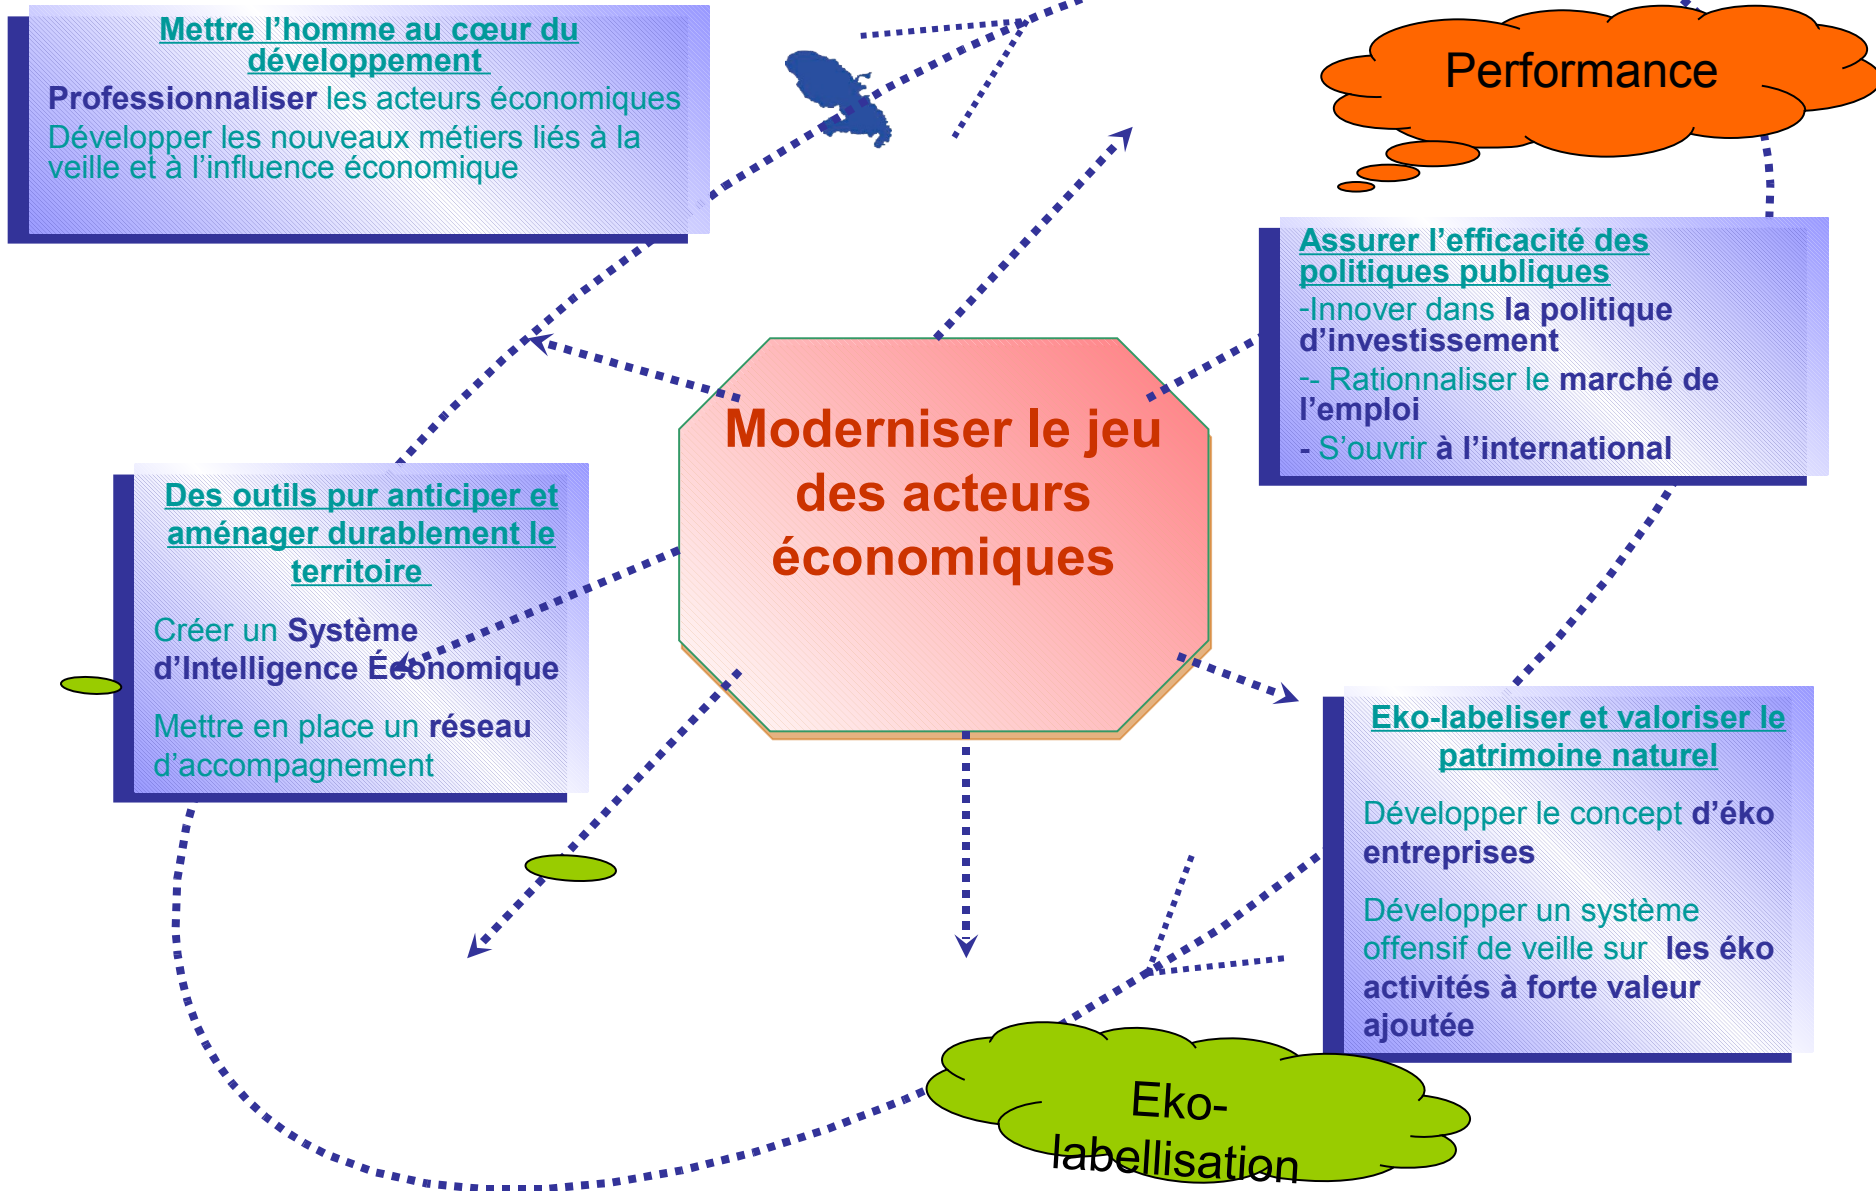 Mettre l’homme au cœur du
développement
Professionnaliser les acteurs économiques
Développer les nouveaux métiers liés à la
veille et à l’influence économique
Performance
Assurer l’efficacité des
politiques publiques
-Innover dans la politique
d’investissement
-- Rationnaliser le marché de
l’emploi
- S’ouvrir à l’international
Moderniser le jeu
des acteurs
économiques
Des outils pur anticiper et
aménager durablement le
territoire
Créer un Système
d’Intelligence Économique
Mettre en place un réseau
d’accompagnement
Eko-labeliser et valoriser le
patrimoine naturel
Développer le concept d’éko
entreprises
Développer un système
offensif de veille sur les éko
activités à forte valeur
ajoutée
Eko-
labellisation